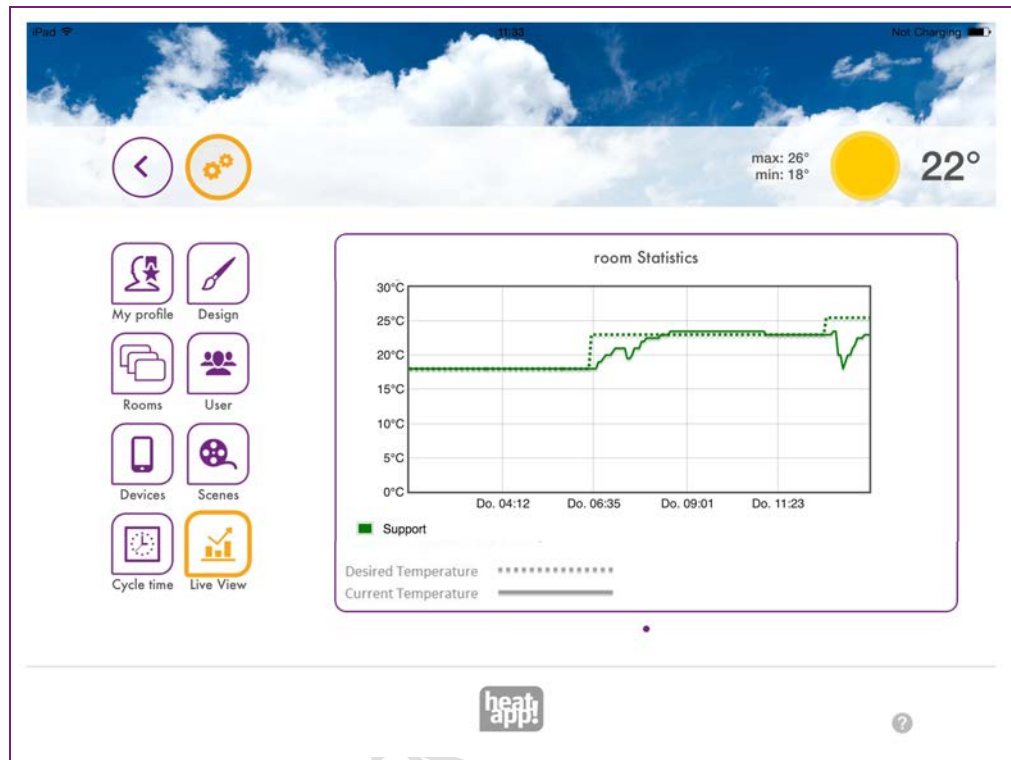 iPad
11:33
Not Charging
max: 26°
min: 18°
22°
My profile
Design
Rooms
User
Devices
Scenes
Cycle time
Live View
room Statistics
30°C
25°C
20°C
15°C
10°C
5°C
0°C
Do. 04:12
Do. 06:35
Do. 09:01
Do. 11:23
Support
Desired Temperature
Current Temperature
heat
app!
?